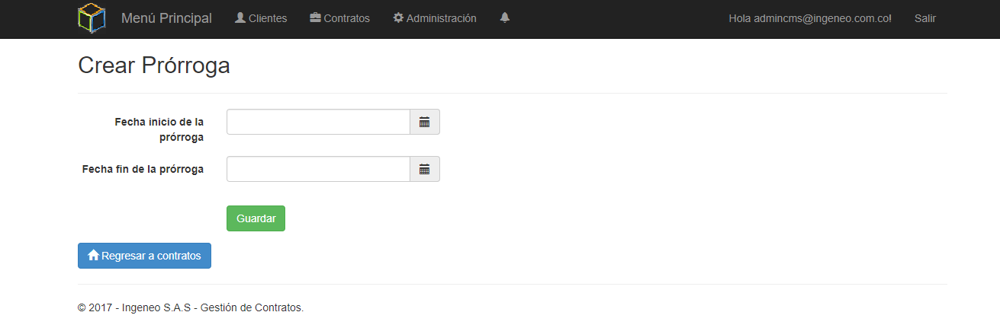 Menú Principal Clientes Contratos Administración Hola admincms@ingeneo.com.co! Salir
Crear Prórroga
Fecha inicio de la
prórroga
Fecha fin de la prórroga
Guardar
Regresar a contratos
© 2017 - Ingeneo S.A.S - Gestión de Contratos.